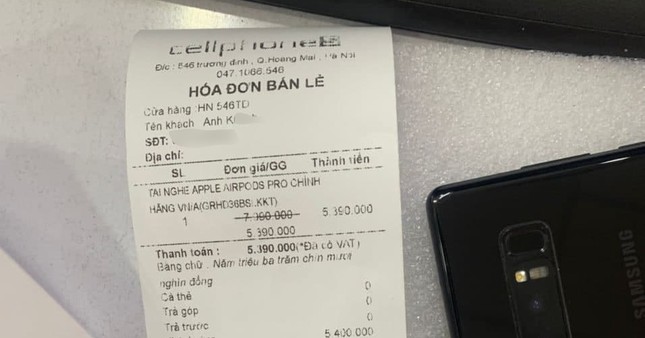 cellphoneS
Đ/c : 546 trương định , Q.Hoàng Mai , Hà Nội
047.1066.546
HÓA ĐƠN BÁN LẺ
Cửa hàng : HN 546TD
Tên khách : Anh
SĐT:
Địa chỉ:
SL Đơn giá/GG Thành tiền
TAI NGHE APPLE AIRPODS PRO CHÍNH
HÃNG VN/A(GRHD36BS..KKT)
1 7.990.000 5.390.000
5.390.000
Thanh toán : 5.390.000(*Đã có VAT)
Bằng chữ : Năm triệu ba trăm chín mươi
nghìn đồng
Cà thẻ 0
Trả góp 0
Trả trước 0
5.400.000
SAMSUNG